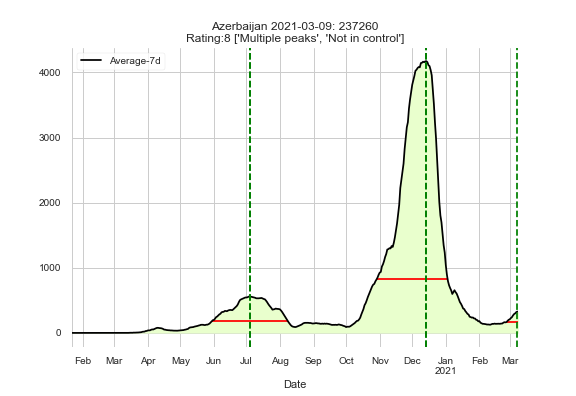 Azerbaijan 2021-03-09: 237260
Rating:8 ['Multiple peaks', 'Not in control']
Average-7d
4000
3000
2000
1000
0
Feb Mar Apr May Jun Jul Aug Sep Oct Nov Dec Jan Feb Mar
2021
Date